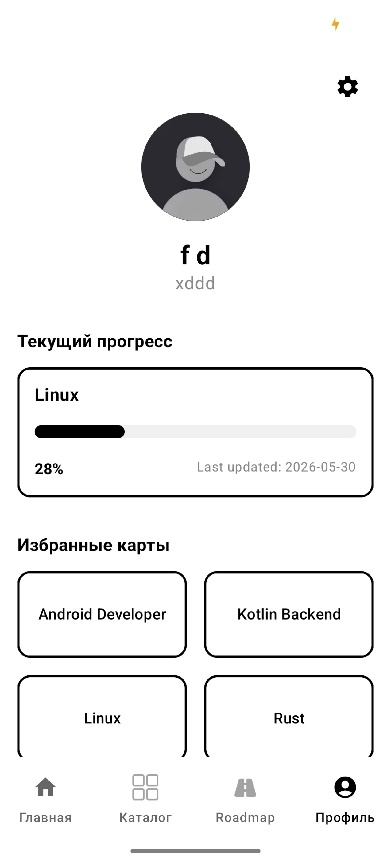 f d
xddd
Текущий прогресс
Linux
28%
Last updated: 2026-05-30
Избранные карты
Android Developer
Kotlin Backend
Linux
Rust
Главная
Каталог
Roadmap
Профиль